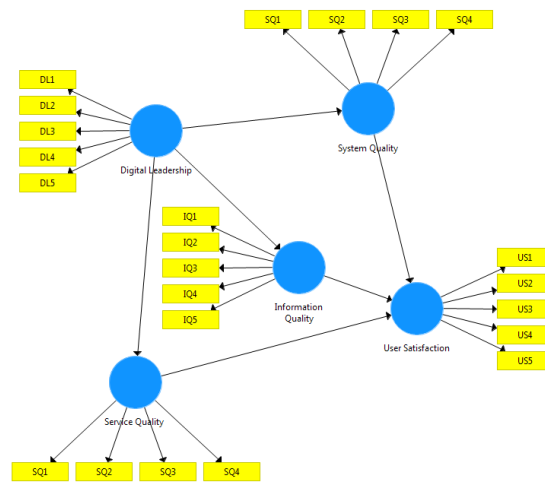 SQ1 SQ2 SQ3 SQ4
DL1
DL2
DL3
DL4
DL5
Digital Leadership
System Quality
IQ1
IQ2
IQ3
IQ4
IQ5
Information
Quality
US1
US2
US3
US4
US5
User Satisfaction
Service Quality
SQ1 SQ2 SQ3 SQ4